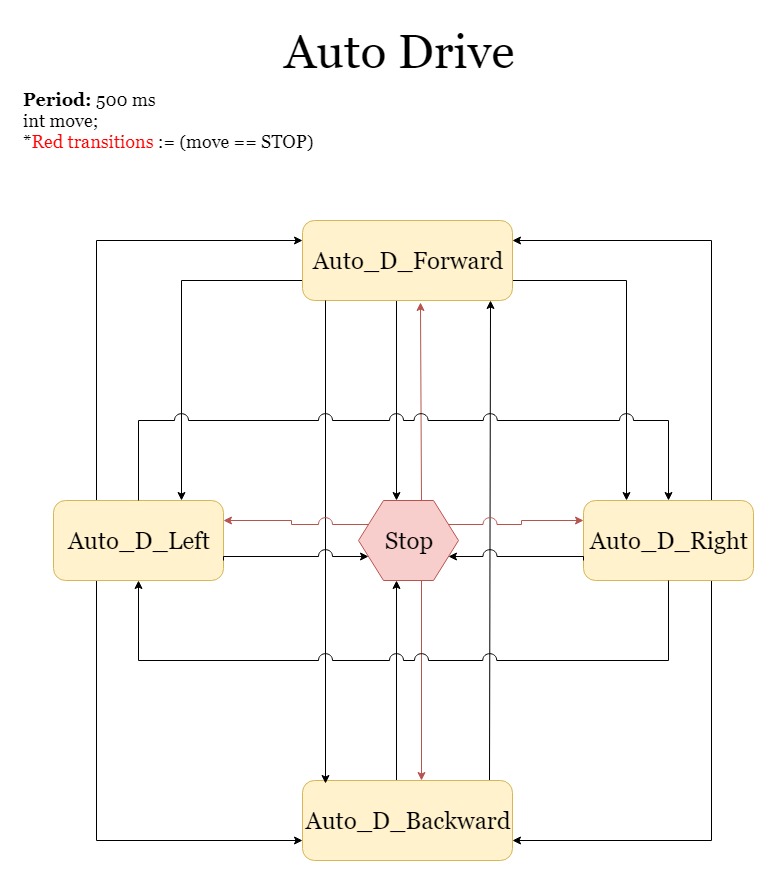 Auto Drive
Period: 500 ms
int move;
*Red transitions := (move == STOP)
Auto_D_Forward
Auto_D_Left
Stop
Auto_D_Right
Auto_D_Backward